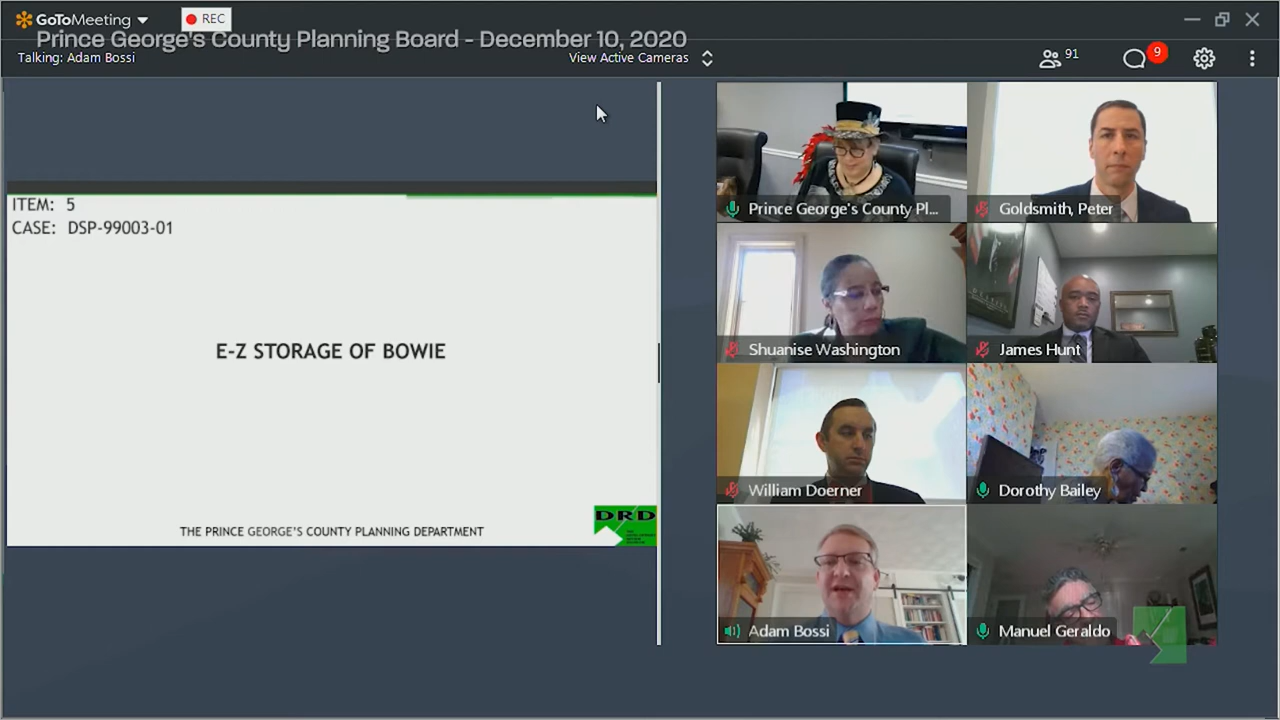 GoToMeeting
REC
Prince George's County Planning Board - December 10, 2020
Talking: Adam Bossi
View Active Cameras
91
9
ITEM: 5
CASE: DSP-99003-01
E-Z STORAGE OF BOWIE
THE PRINCE GEORGE'S COUNTY PLANNING DEPARTMENT
DRD
Prince George's County Pl...
Goldsmith, Peter
Shuanise Washington
James Hunt
William Doerner
Dorothy Bailey
Adam Bossi
Manuel Geraldo